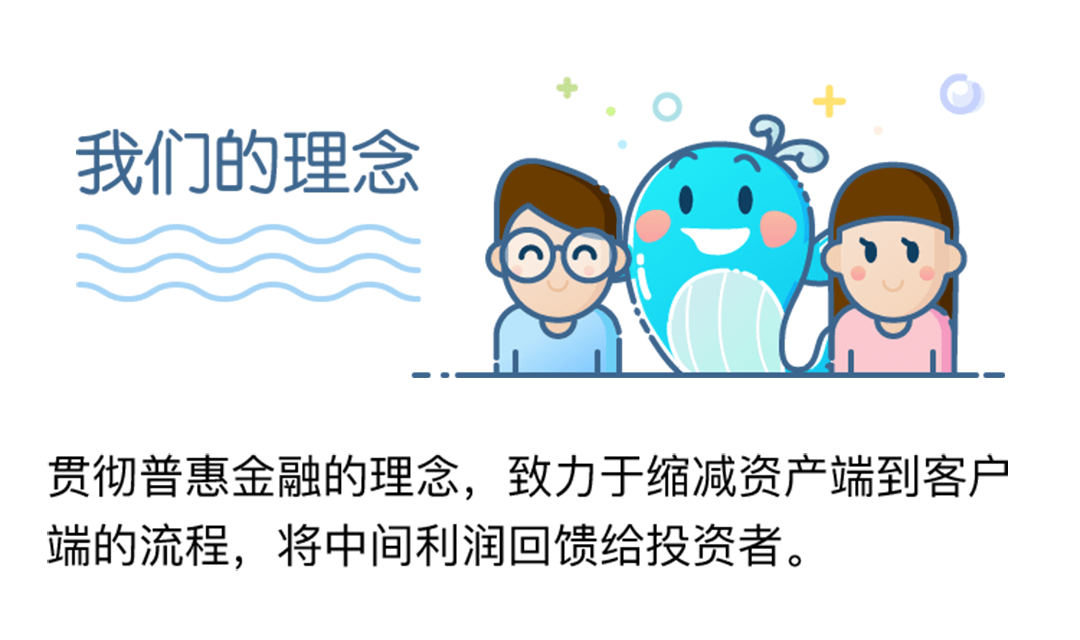 我们的理念
贯彻普惠金融的理念，致力于缩减资产端到客户
端的流程，将中间利润回馈给投资者。